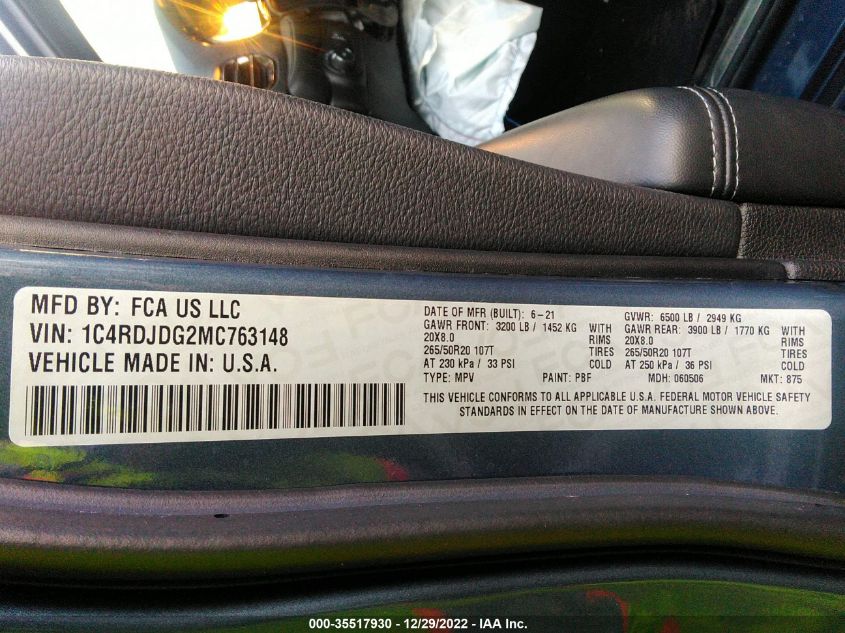 MFD BY: FCA US LLC
VIN: 1C4RDJDG2MC763148
VEHICLE MADE IN: U.S.A.
DATE OF MFR (BUILT): 6-21 GVWR: 6500 LB / 2949 KG
GAWR FRONT: 3200 LB / 1452 KG WITH GAWR REAR: 3900 LB / 1770 KG WITH
20X8.0 RIMS 20X8.0 RIMS
265/50R20 107T TIRES 265/50R20 107T TIRES
AT 230 kPa / 33 PSI COLD AT 250 kPa / 36 PSI COLD
TYPE: MPV PAINT: PBF MDH: 060506 MKT: 875
THIS VEHICLE CONFORMS TO ALL APPLICABLE U.S.A. FEDERAL MOTOR VEHICLE SAFETY
STANDARDS IN EFFECT ON THE DATE OF MANUFACTURE SHOWN ABOVE.
000-35517930 - 12/29/2022 - IAA Inc.